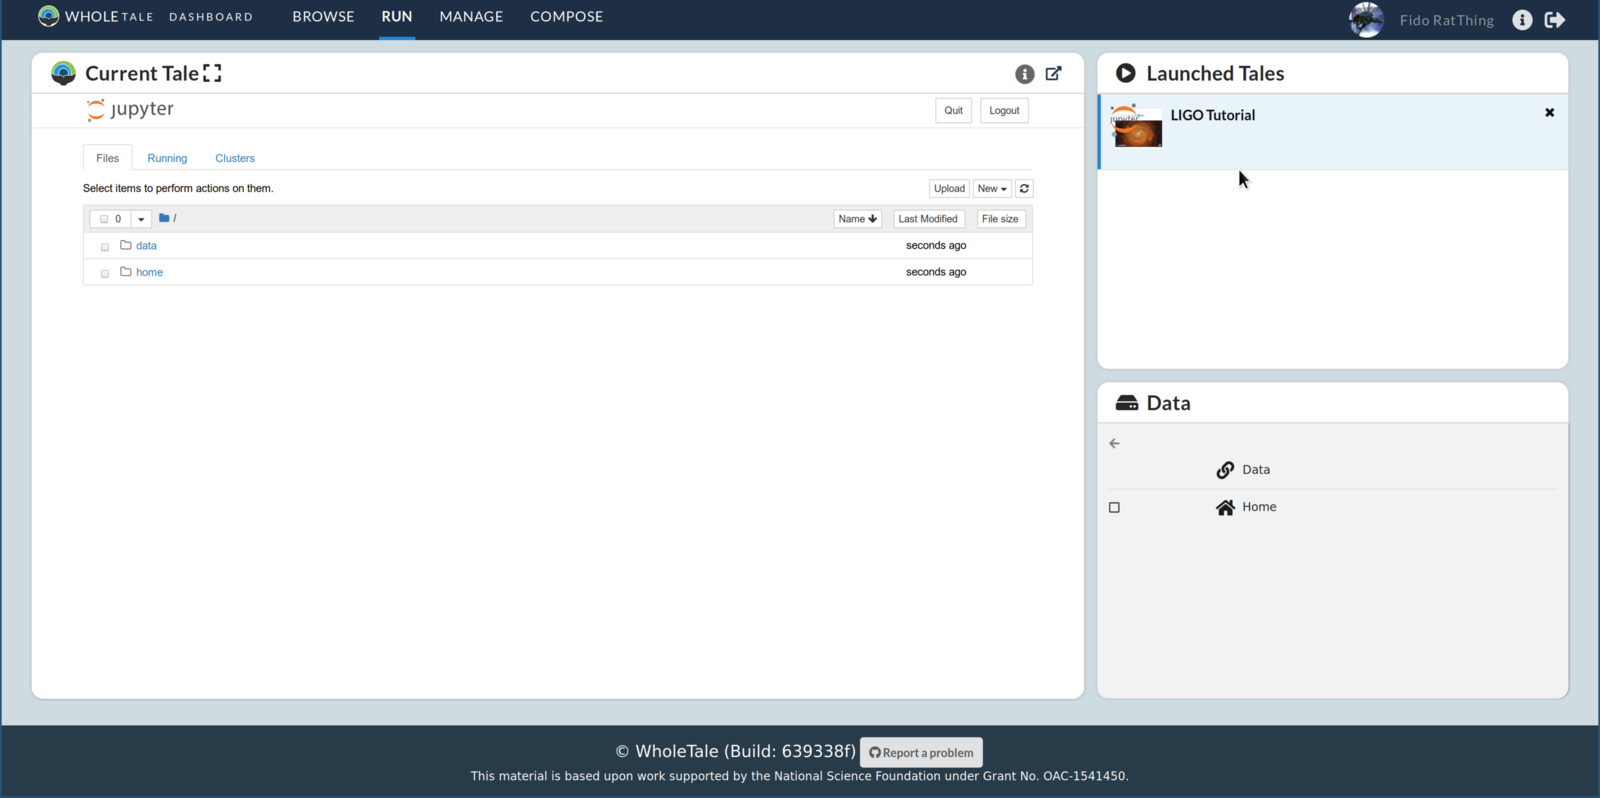 WHOLE TALE DASHBOARD BROWSE RUN MANAGE COMPOSE Fido RatThing
Current Tale
jupyter
Quit Logout
Files Running Clusters
Select items to perform actions on them.
Upload New
0 / Name Last Modified File size
data seconds ago
home seconds ago
Launched Tales
jupyter
LIGO Tutorial
Data
Data
Home
© WholeTale (Build: 639338f) Report a problem
This material is based upon work supported by the National Science Foundation under Grant No. OAC-1541450.